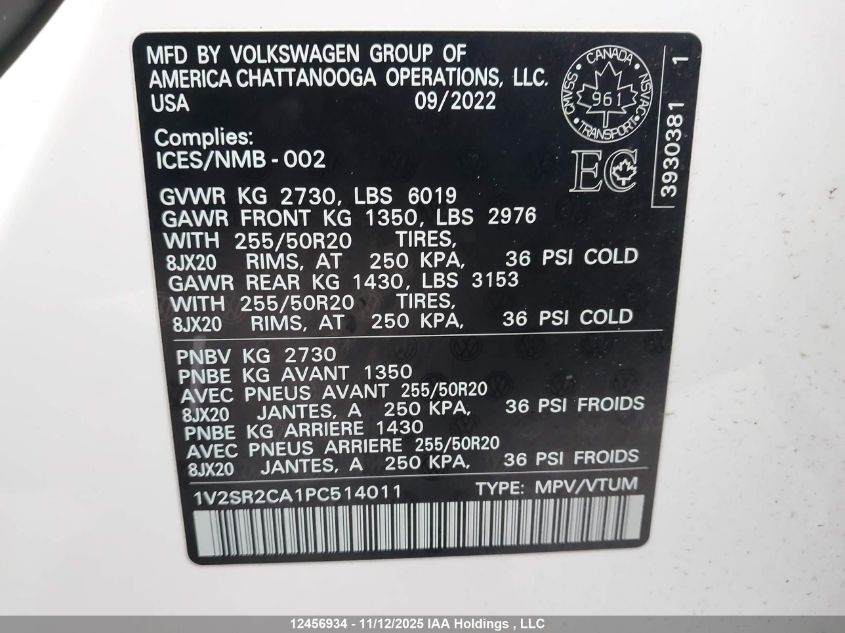 MFD BY VOLKSWAGEN GROUP OF
AMERICA CHATTANOOGA OPERATIONS, LLC.
USA 09/2022
CANADA
CMVSS 961 NSVAC
TRANSPORT
Complies:
ICES/NMB-002
EC
3930381 1
GVWR KG 2730, LBS 6019
GAWR FRONT KG 1350, LBS 2976
WITH 255/50R20 TIRES,
8JX20 RIMS, AT 250 KPA, 36 PSI COLD
GAWR REAR KG 1430, LBS 3153
WITH 255/50R20 TIRES,
8JX20 RIMS, AT 250 KPA, 36 PSI COLD
PNBV KG 2730
PNBE KG AVANT 1350
AVEC PNEUS AVANT 255/50R20
8JX20 JANTES, A 250 KPA, 36 PSI FROIDS
PNBE KG ARRIERE 1430
AVEC PNEUS ARRIERE 255/50R20
8JX20 JANTES, A 250 KPA, 36 PSI FROIDS
1V2SR2CA1PC514011 TYPE: MPV/VTUM
12456934 - 11/12/2025 IAA Holdings , LLC